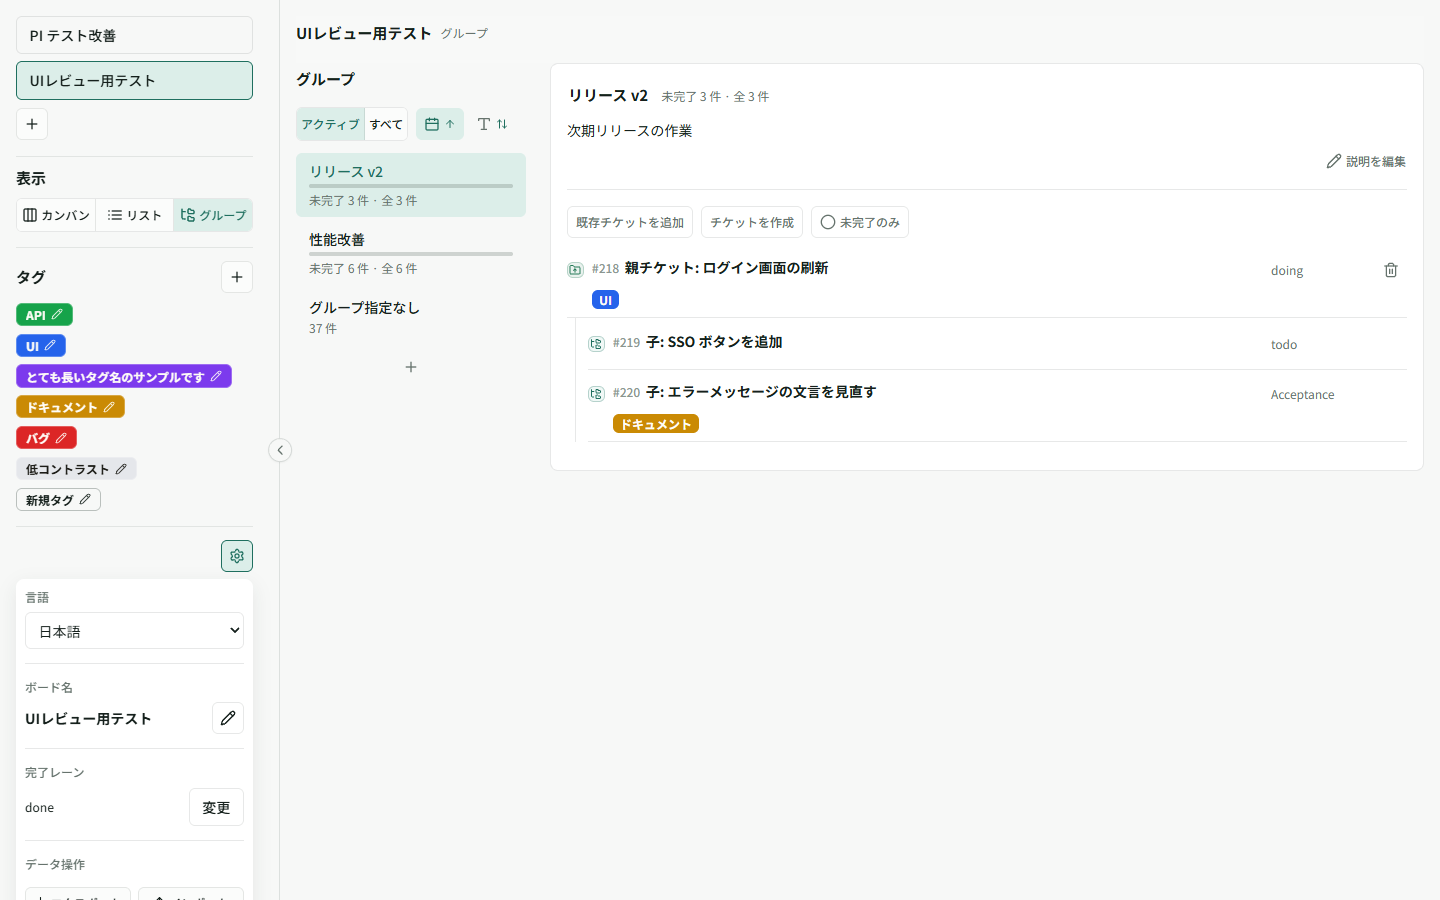 PI テスト改善
UIレビュー用テスト
表示
カンバン
リスト
グループ
タグ
API
UI
とても長いタグ名のサンプルです
ドキュメント
バグ
低コントラスト
新規タグ
言語
日本語
ボード名
UIレビュー用テスト
完了レーン
done
変更
データ操作
UIレビュー用テスト グループ
グループ
アクティブ
すべて
リリース v2
未完了 3 件 · 全 3 件
性能改善
未完了 6 件 · 全 6 件
グループ指定なし
37 件
リリース v2 未完了 3 件 · 全 3 件
次期リリースの作業
説明を編集
既存チケットを追加
チケットを作成
未完了のみ
#218 親チケット: ログイン画面の刷新
doing
UI
#219 子: SSO ボタンを追加
todo
#220 子: エラーメッセージの文言を見直す
Acceptance
ドキュメント